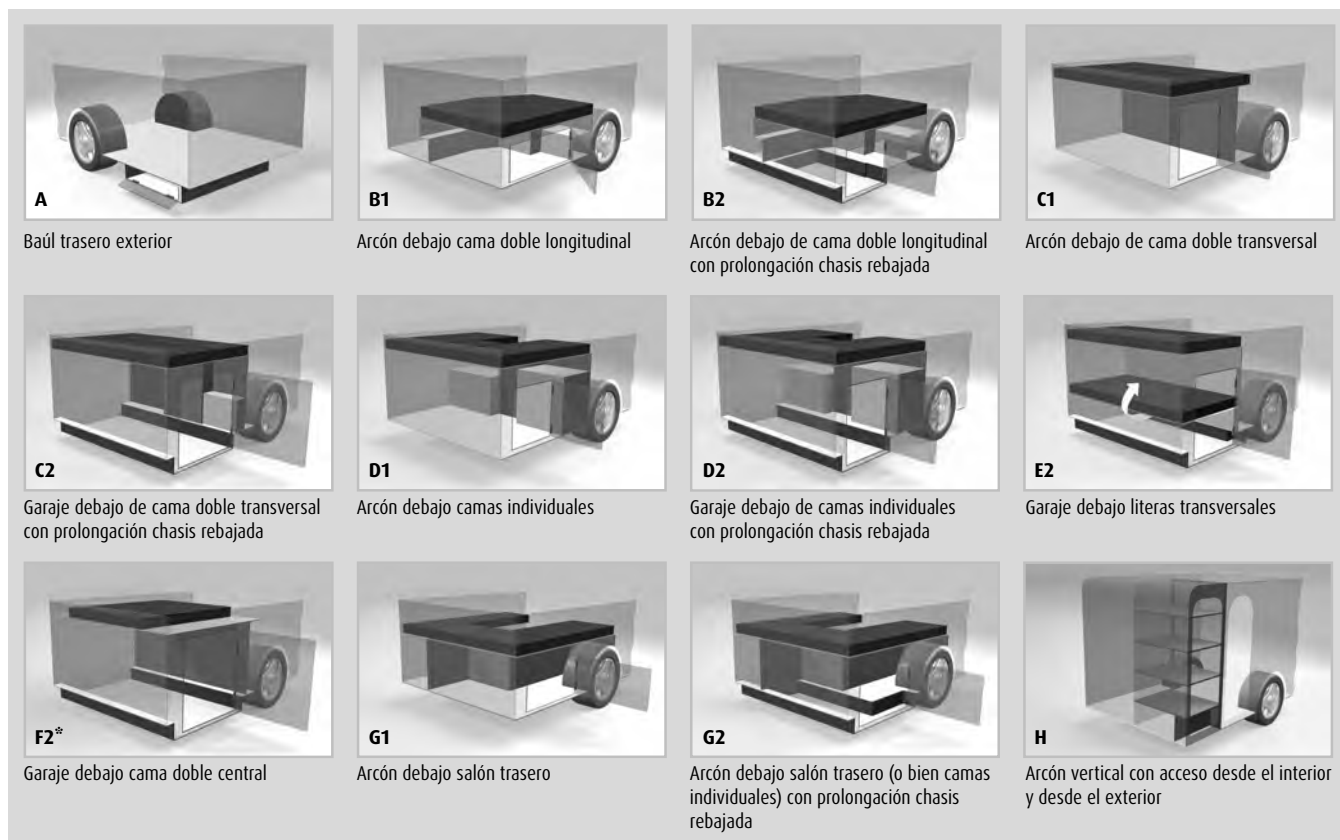 A
Baúl trasero exterior
B1
Arcón debajo cama doble longitudinal
B2
Arcón debajo de cama doble longitudinal
con prolongación chasis rebajada
C1
Arcón debajo de cama doble transversal
C2
Garaje debajo de cama doble transversal
con prolongación chasis rebajada
D1
Arcón debajo camas individuales
D2
Garaje debajo de camas individuales
con prolongación chasis rebajada
E2
Garaje debajo literas transversales
F2*
Garaje debajo cama doble central
G1
Arcón debajo salón trasero
G2
Arcón debajo salón trasero (o bien camas
individuales) con prolongación chasis
rebajada
H
Arcón vertical con acceso desde el interior
y desde el exterior